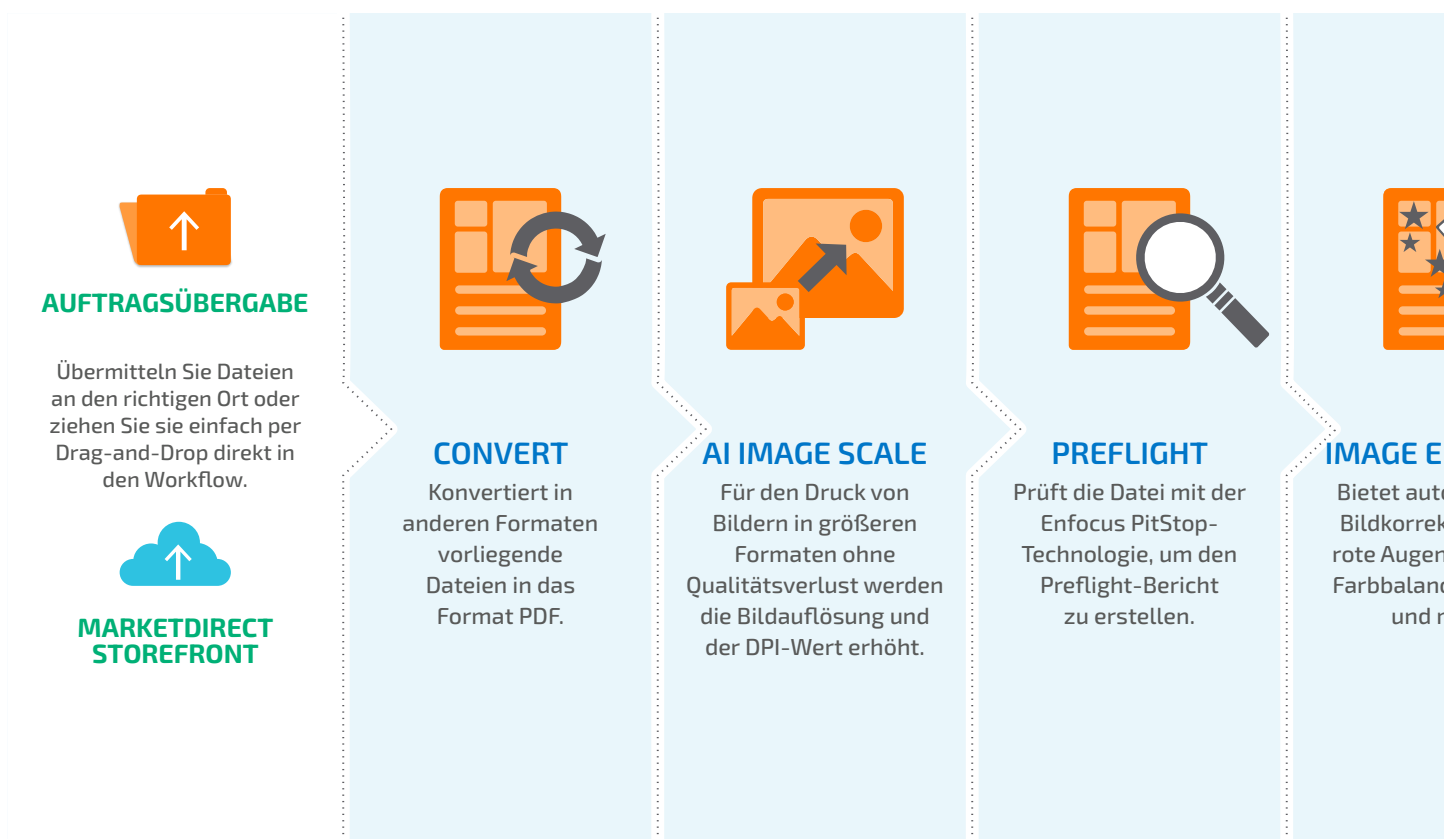 AUFTRAGSÜBERGABE
Übermitteln Sie Dateien
an den richtigen Ort oder
ziehen Sie sie einfach per
Drag-and-Drop direkt in
den Workflow.
MARKETDIRECT
STOREFRONT
CONVERT
Konvertiert in
anderen Formaten
vorliegende
Dateien in das
Format PDF.
AI IMAGE SCALE
Für den Druck von
Bildern in größeren
Formaten ohne
Qualitätsverlust werden
die Bildauflösung und
der DPI-Wert erhöht.
PREFLIGHT
Prüft die Datei mit der
Enfocus PitStop-
Technologie, um den
Preflight-Bericht
zu erstellen.
IMAGE
Bietet
rote Augen
und